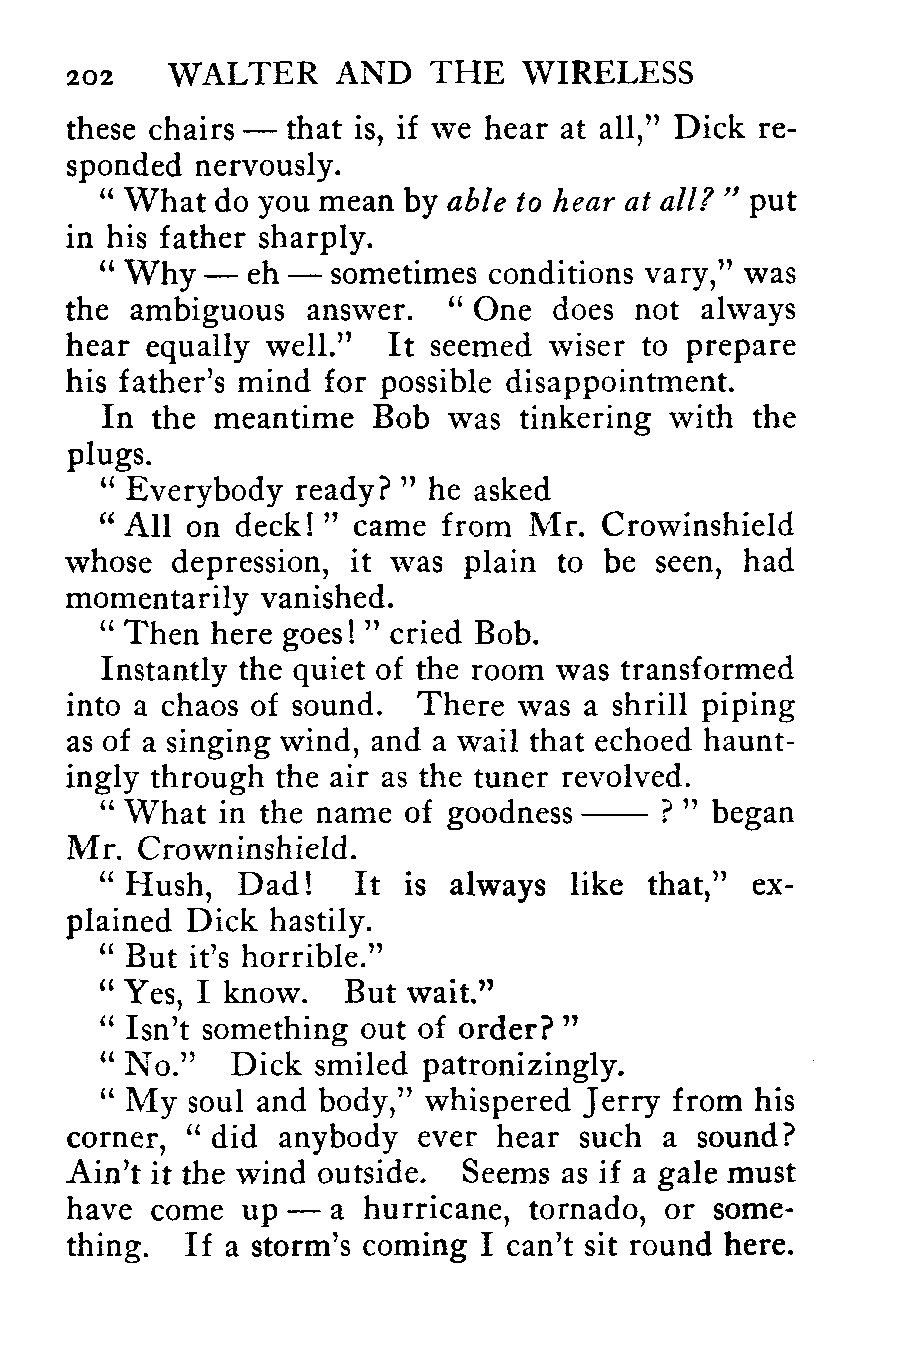 202 WALTER AND THE WIRELESS
these chairs — that is, if we hear at all," Dick re-
sponded nervously.
" What do you mean by able to hear at all? " put
in his father sharply.
" Why — eh — sometimes conditions vary," was
the ambiguous answer. " One does not always
hear equally well." It seemed wiser to prepare
his father's mind for possible disappointment.
In the meantime Bob was tinkering with the
plugs.
" Everybody ready? " he asked
" All on deck! " came from Mr. Crowinshield
whose depression, it was plain to be seen, had
momentarily vanished.
" Then here goes! " cried Bob.
Instantly the quiet of the room was transformed
into a chaos of sound. There was a shrill piping
as of a singing wind, and a wail that echoed haunt-
ingly through the air as the tuner revolved.
" What in the name of goodness —— ? " began
Mr. Crowninshield.
" Hush, Dad! It is always like that," ex-
plained Dick hastily.
" But it's horrible."
" Yes, I know. But wait."
" Isn't something out of order? "
" No." Dick smiled patronizingly.
" My soul and body," whispered Jerry from his
corner, " did anybody ever hear such a sound?
Ain't it the wind outside. Seems as if a gale must
have come up — a hurricane, tornado, or some-
thing. If a storm's coming I can't sit round here.